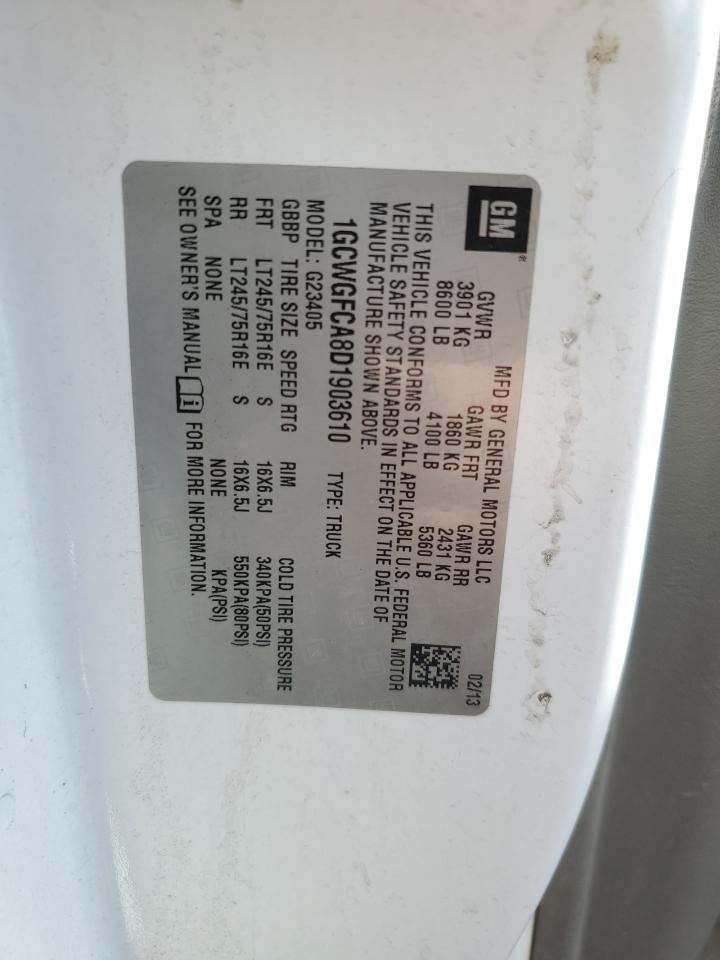 GM®
MFD BY GENERAL MOTORS LLC 02/13
GVWR GAWR FRT GAWR RR
3901 KG 1860 KG 2431 KG
8600 LB 4100 LB 5360 LB
THIS VEHICLE CONFORMS TO ALL APPLICABLE U.S. FEDERAL MOTOR
VEHICLE SAFETY STANDARDS IN EFFECT ON THE DATE OF
MANUFACTURE SHOWN ABOVE.
1GCWGFCA8D1903610 TYPE: TRUCK
MODEL: G23405
GBBP TIRE SIZE SPEED RTG RIM COLD TIRE PRESSURE
FRT LT245/75R16E S 16X6.5J 340KPA(50PSI)
RR LT245/75R16E S 16X6.5J 550KPA(80PSI)
SPA NONE NONE KPA(PSI)
SEE OWNER'S MANUAL i FOR MORE INFORMATION.